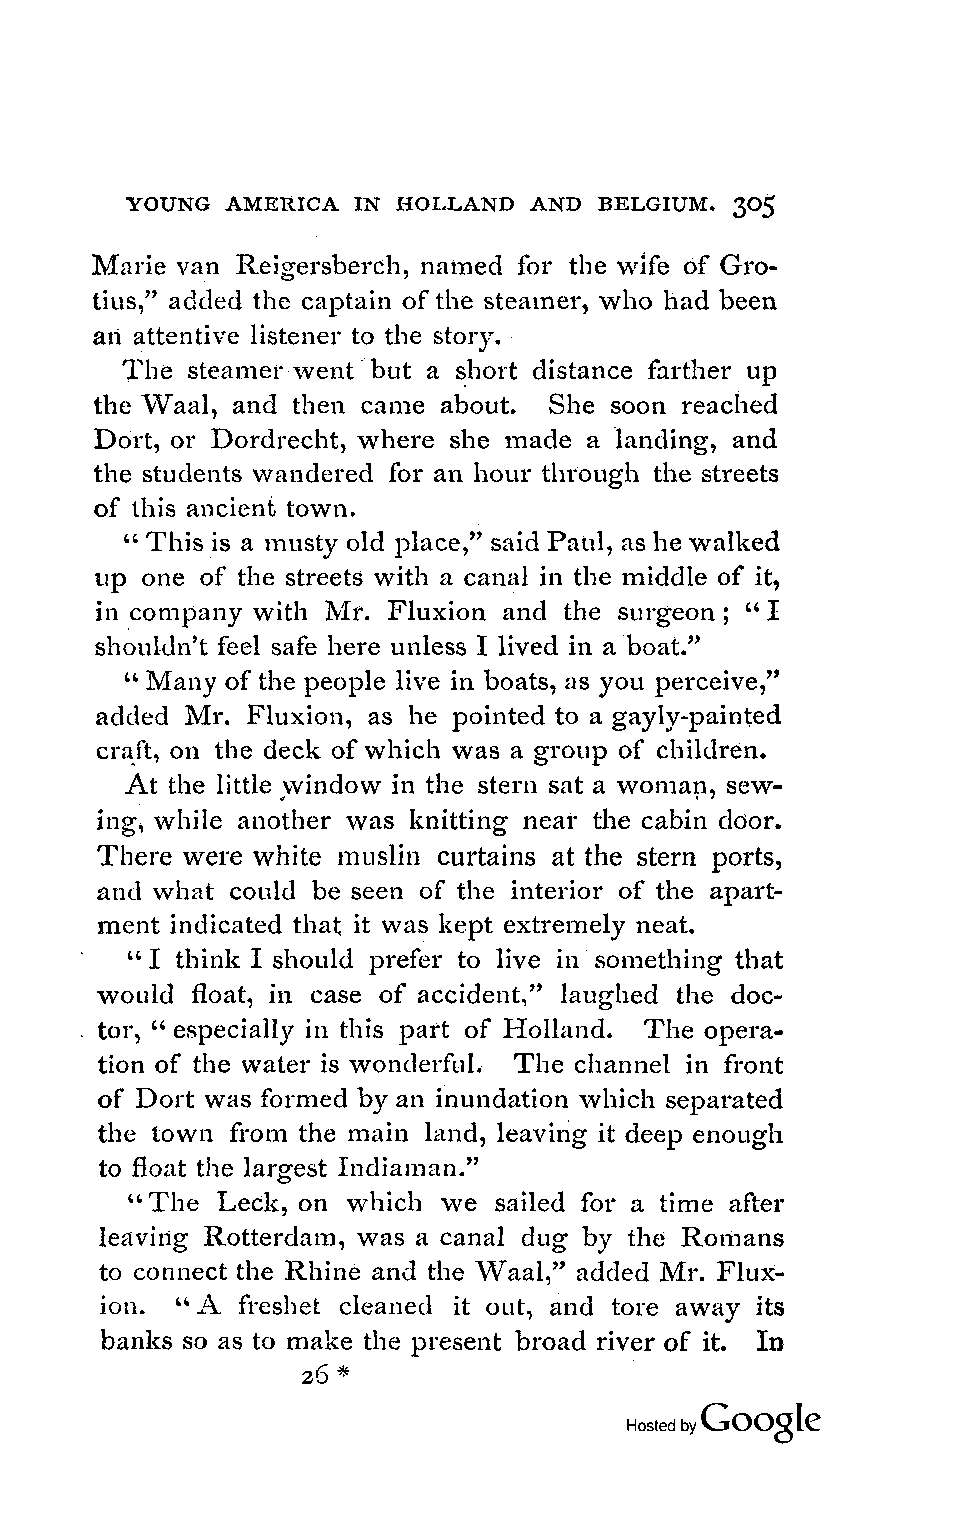 YOUNG AMERICA IN HOLLAND AND BELGIUM. 305
Marie van Reigersberch, named for the wife of Gro-
tius,” added the captain of the steamer, who had been
an attentive listener to the story.
The steamer went but a short distance farther up
the Waal, and then came about. She soon reached
Dort, or Dordrecht, where she made a landing, and
the students wandered for an hour through the streets
of this ancient town.
“This is a musty old place,” said Paul, as he walked
up one of the streets with a canal in the middle of it,
in company with Mr. Fluxion and the surgeon; “I
shouldn't feel safe here unless I lived in a boat.”
“Many of the people live in boats, as you perceive,”
added Mr. Fluxion, as he pointed to a gayly-painted
craft, on the deck of which was a group of children.
At the little window in the stern sat a woman, sew-
ing, while another was knitting near the cabin door.
There were white muslin curtains at the stern ports,
and what could be seen of the interior of the apart-
ment indicated that it was kept extremely neat.
“I think I should prefer to live in something that
would float, in case of accident,” laughed the doc-
tor, “especially in this part of Holland. The opera-
tion of the water is wonderful. The channel in front
of Dort was formed by an inundation which separated
the town from the main land, leaving it deep enough
to float the largest Indiaman.”
“The Leck, on which we sailed for a time after
leaving Rotterdam, was a canal dug by the Romans
to connect the Rhine and the Waal,” added Mr. Flux-
ion. “A freshet cleaned it out, and tore away its
banks so as to make the present broad river of it. In
26 *
Hosted by Google